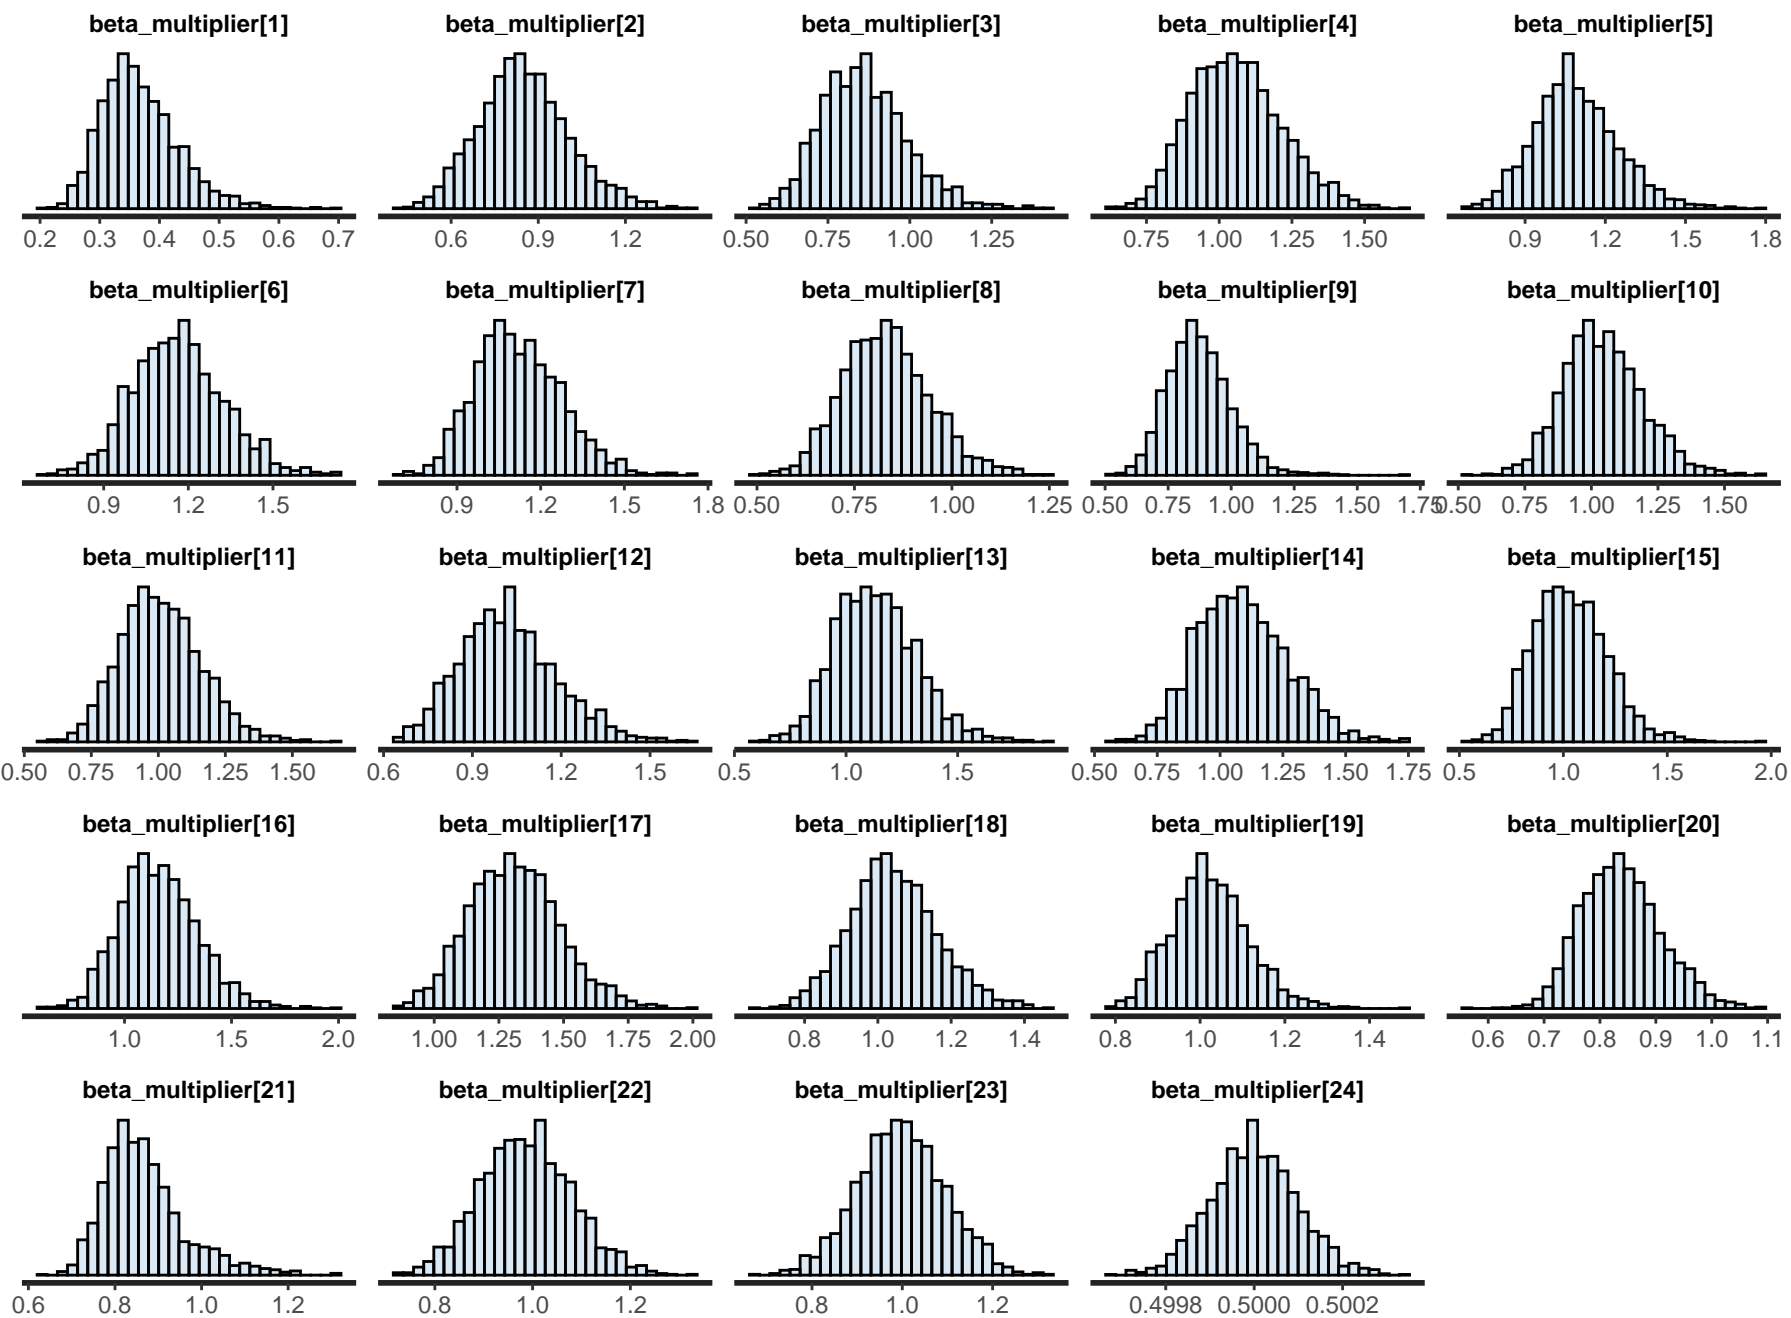 beta_multiplier[1] beta_multiplier[2] beta_multiplier[3] beta_multiplier[4] beta_multiplier[5]
0.2 0.3 0.4 0.5 0.6 0.7 0.6 0.9 1.2 0.50 0.75 1.00 1.25 0.75 1.00 1.25 1.50 0.9 1.2 1.5 1.8
beta_multiplier[6] beta_multiplier[7] beta_multiplier[8] beta_multiplier[9] beta_multiplier[10]
0.9 1.2 1.5 0.9 1.2 1.5 1.8 0.50 0.75 1.00 1.25 0.50 0.75 1.00 1.25 1.50 1.75 0.50 0.75 1.00 1.25 1.50
beta_multiplier[11] beta_multiplier[12] beta_multiplier[13] beta_multiplier[14] beta_multiplier[15]
0.50 0.75 1.00 1.25 1.50 0.6 0.9 1.2 1.5 0.5 1.0 1.5 0.50 0.75 1.00 1.25 1.50 1.75 0.5 1.0 1.5 2.0
beta_multiplier[16] beta_multiplier[17] beta_multiplier[18] beta_multiplier[19] beta_multiplier[20]
1.0 1.5 2.0 1.00 1.25 1.50 1.75 2.00 0.8 1.0 1.2 1.4 0.8 1.0 1.2 1.4 0.6 0.7 0.8 0.9 1.0 1.1
beta_multiplier[21] beta_multiplier[22] beta_multiplier[23] beta_multiplier[24]
0.6 0.8 1.0 1.2 0.8 1.0 1.2 0.8 1.0 1.2 0.4998 0.5000 0.5002